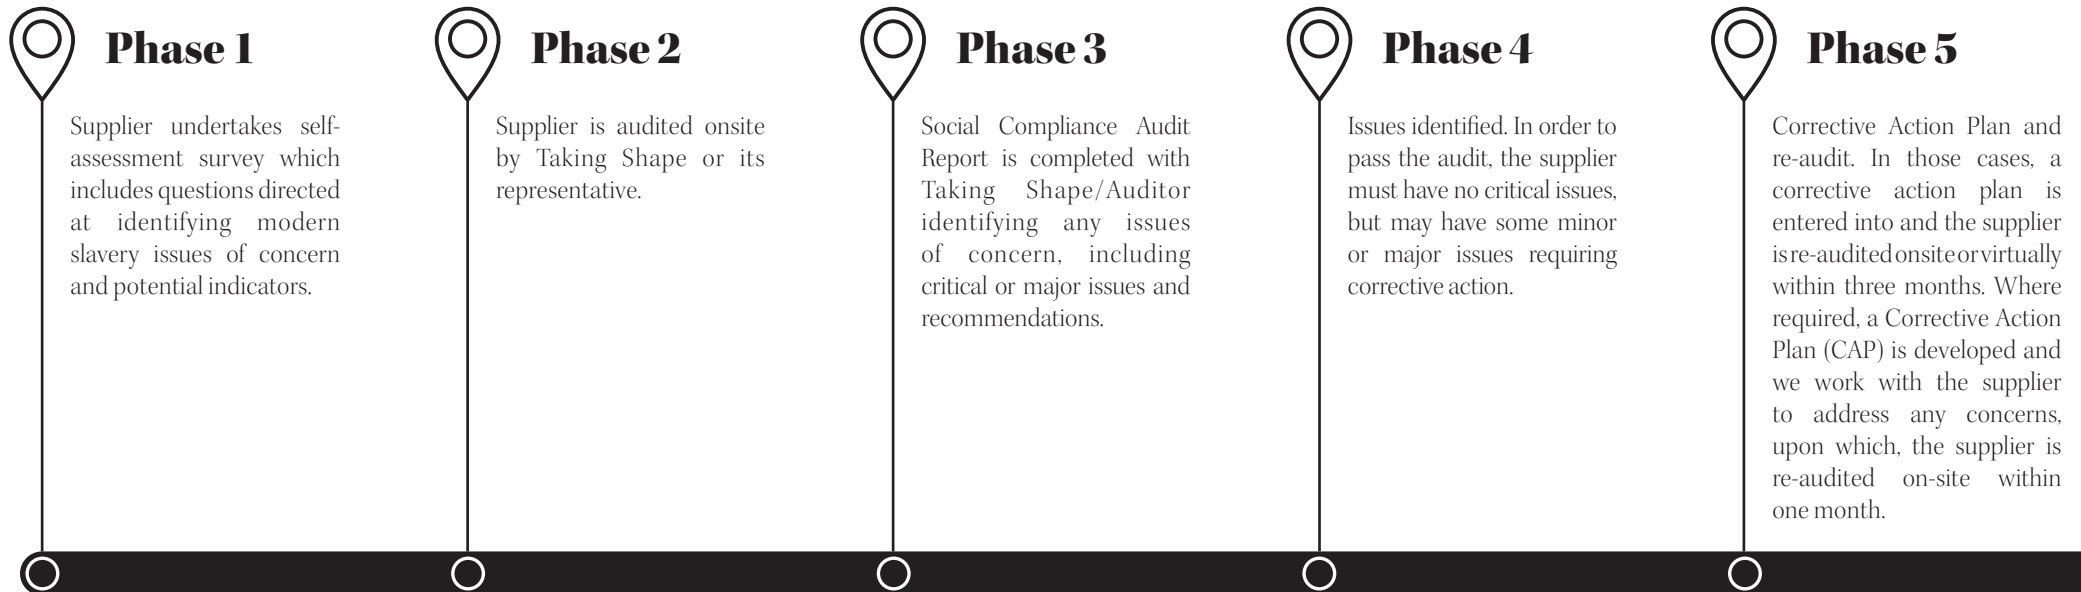 Phase 1
Supplier undertakes self-
assessment survey which
includes questions directed
at identifying modern
slavery issues of concern
and potential indicators.
Phase 2
Supplier is audited onsite
by Taking Shape or its
representative.
Phase 3
Social Compliance Audit
Report is completed with
Taking Shape/Auditor
identifying any issues
of concern, including
critical or major issues and
recommendations.
Phase 4
Issues identified. In order to
pass the audit, the supplier
must have no critical issues,
but may have some minor
or major issues requiring
corrective action.
Phase 5
Corrective Action Plan and
re-audit. In those cases, a
corrective action plan is
entered into and the supplier
is re-audited onsite or virtually
within three months. Where
required, a Corrective Action
Plan (CAP) is developed and
we work with the supplier
to address any concerns,
upon which, the supplier is
re-audited on-site within
one month.